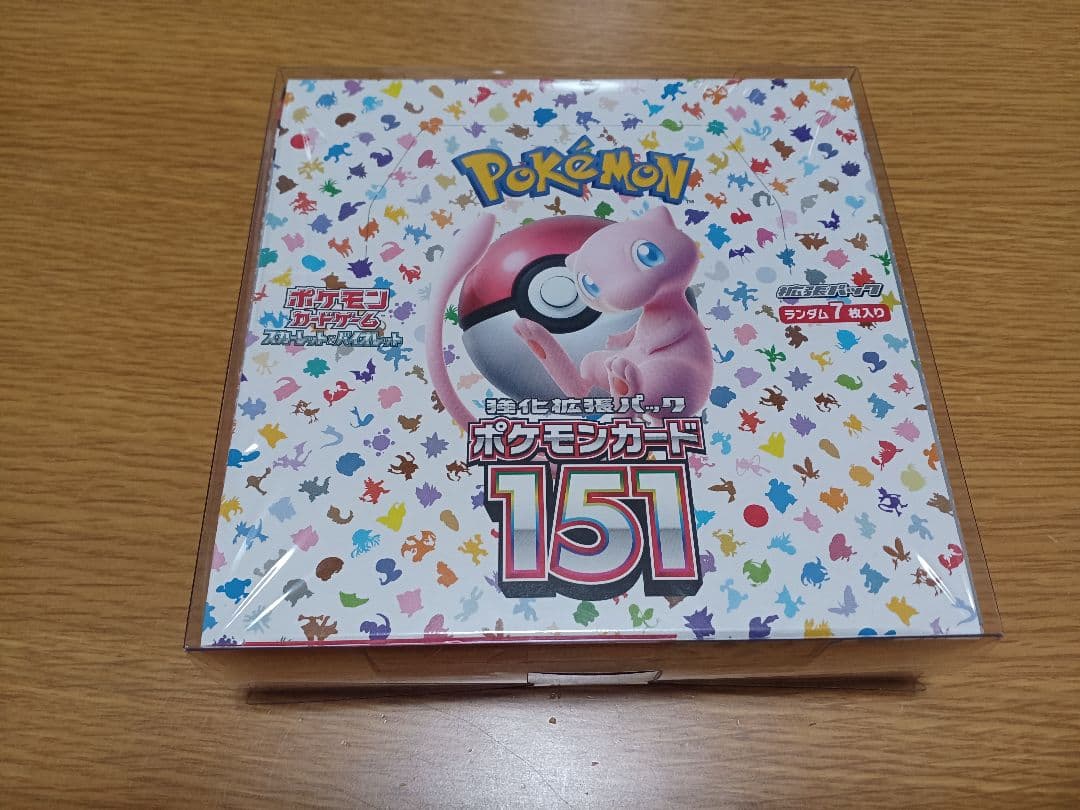 POKéMON
TM
ポケモン
カードゲーム
スカーレット&バイオレット
拡張パック
ランダム7枚入り
強化拡張パック
ポケモンカード
151